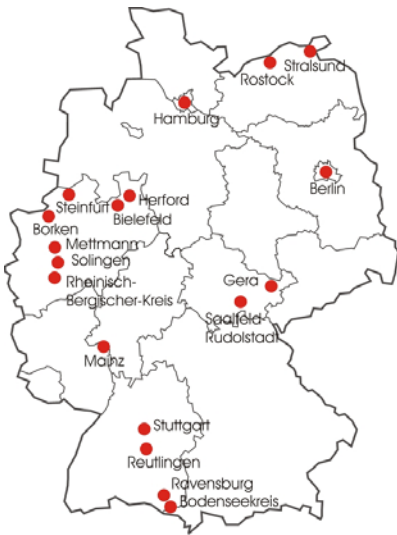 Stralsund
Rostock
Hamburg
Berlin
Herford
Steinfurt
Bielefeld
Borken
Mettmann
Solingen
Rheinisch-
Bergischer-Kreis
Gera
Saalfeld-
Rudolstadt
Mainz
Stuttgart
Reutlingen
Ravensburg
Bodenseekreis